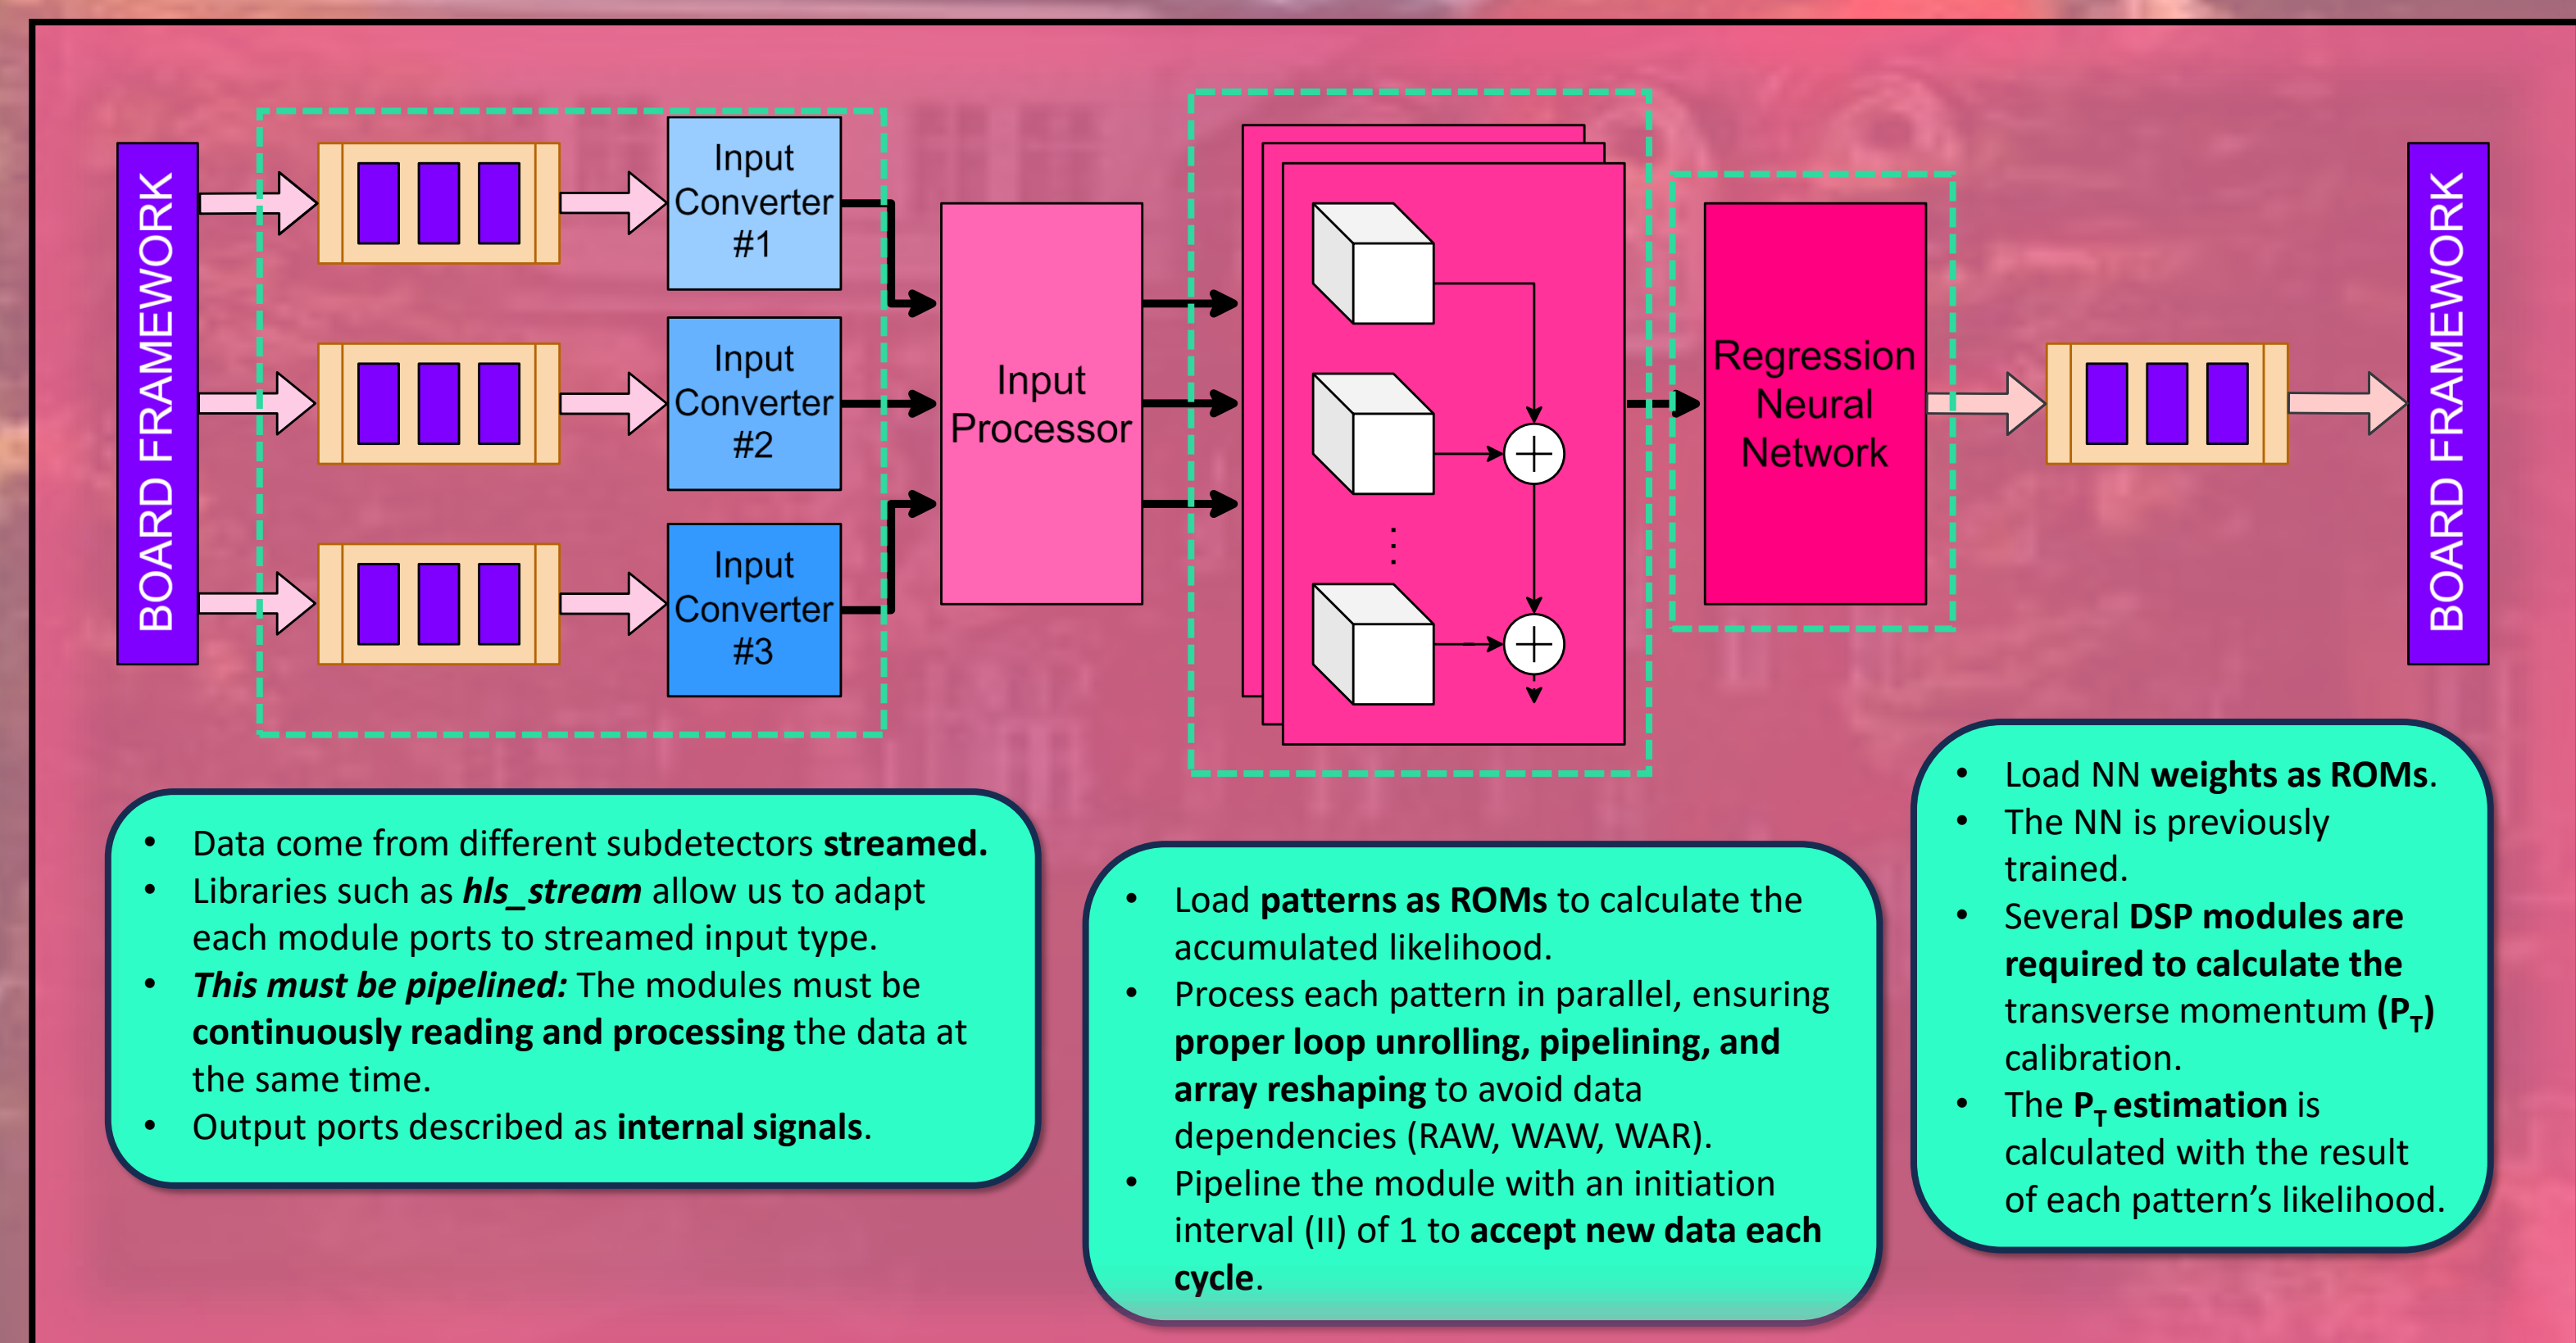 BOARD FRAMEWORK
Input
Converter
#1
Input
Converter
#2
Input
Converter
#3
Input
Processor
Regression
Neural
Network
BOARD FRAMEWORK
• Data come from different subdetectors streamed.
• Libraries such as hls_stream allow us to adapt
each module ports to streamed input type.
• This must be pipelined: The modules must be
continuously reading and processing the data at
the same time.
• Output ports described as internal signals.
• Load patterns as ROMs to calculate the
accumulated likelihood.
• Process each pattern in parallel, ensuring
proper loop unrolling, pipelining, and
array reshaping to avoid data
dependencies (RAW, WAW, WAR).
• Pipeline the module with an initiation
interval (II) of 1 to accept new data each
cycle.
• Load NN weights as ROMs.
• The NN is previously
trained.
• Several DSP modules are
required to calculate the
transverse momentum (PT)
calibration.
• The PT estimation is
calculated with the result
of each pattern’s likelihood.